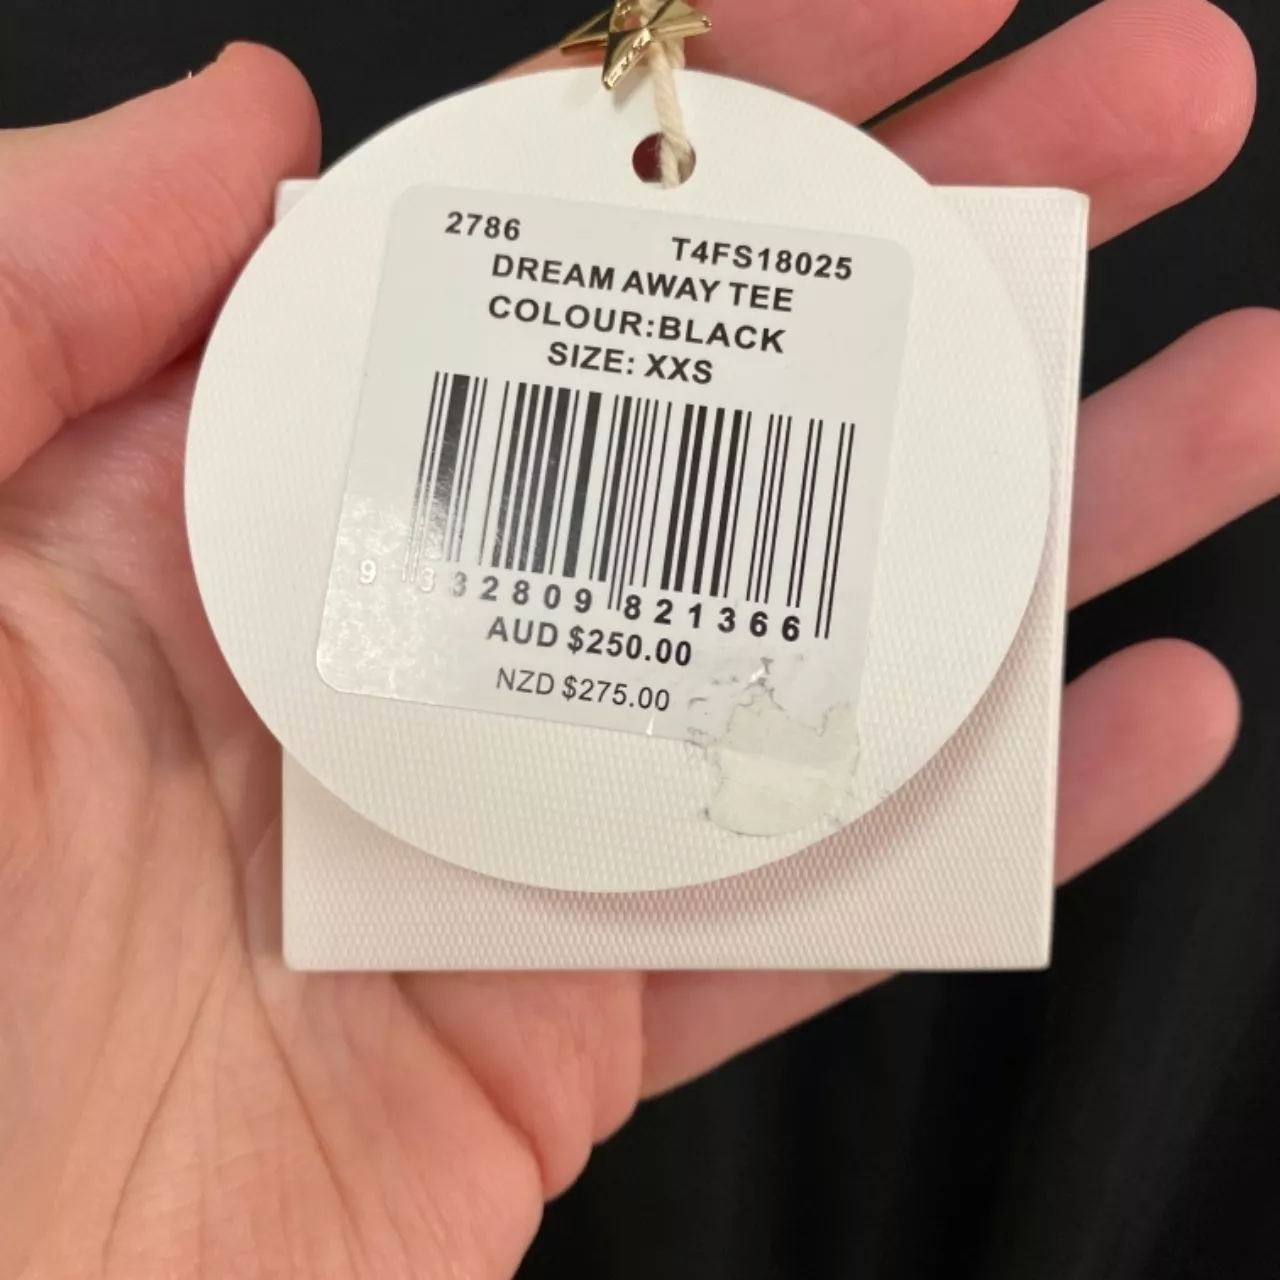 2786 T4FS18025
DREAM AWAY TEE
COLOUR:BLACK
SIZE: XXS
9 332809 821366
AUD $250.00
NZD $275.00